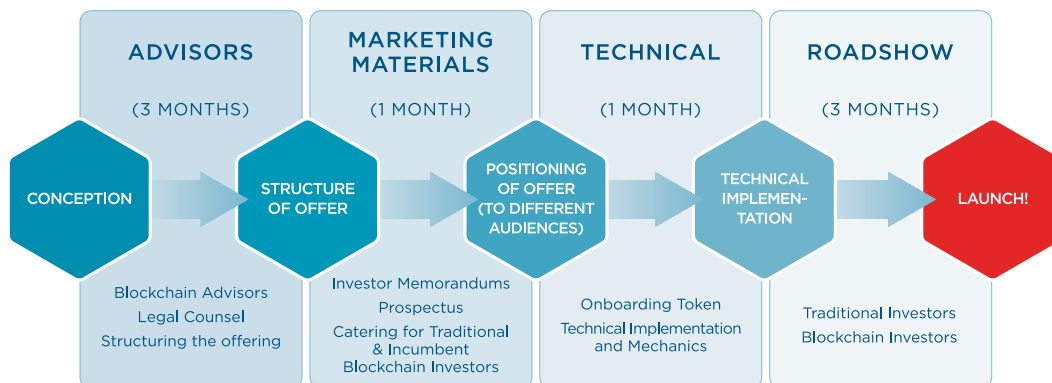 ADVISORS
(3 MONTHS)
MARKETING
MATERIALS
(1 MONTH)
TECHNICAL
(1 MONTH)
ROADSHOW
(3 MONTHS)
CONCEPTION
STRUCTURE
OF OFFER
POSITIONING
OF OFFER
(TO DIFFERENT
AUDIENCES)
TECHNICAL
IMPLEMEN-
TATION
LAUNCH!
Blockchain Advisors
Legal Counsel
Structuring the offering
Investor Memorandums
Prospectus
Catering for Traditional
& Incumbent
Blockchain Investors
Onboarding Token
Technical Implementation
and Mechanics
Traditional Investors
Blockchain Investors